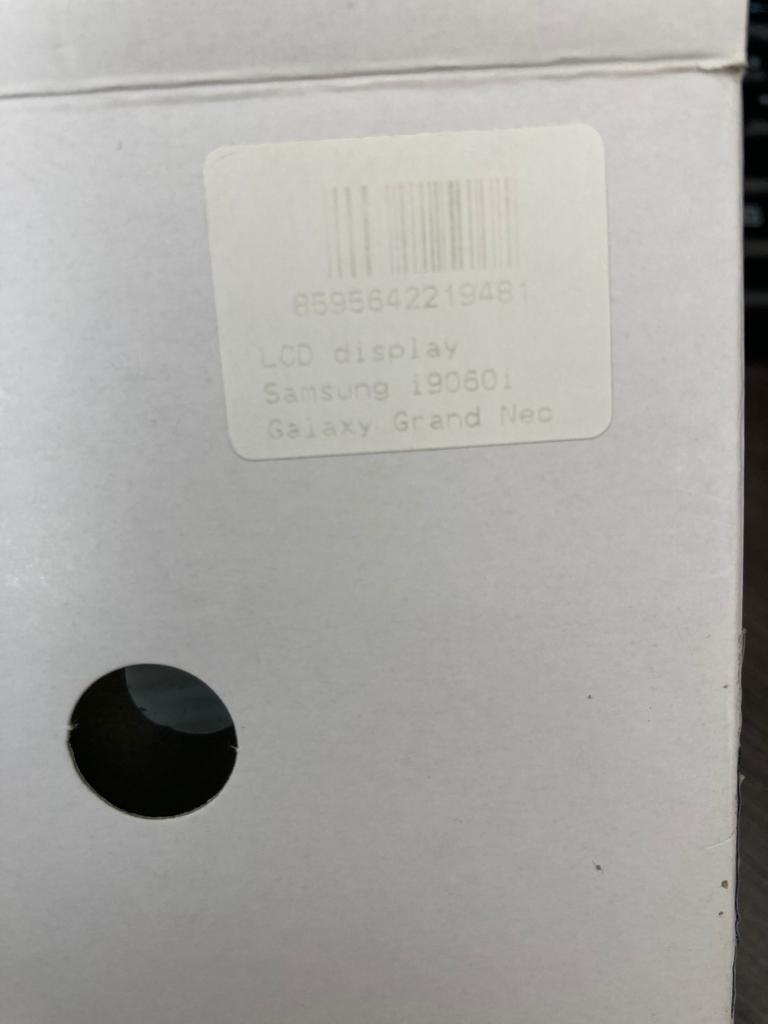 8595642219481
LCD display
Samsung i9060i
Galaxy Grand Neo